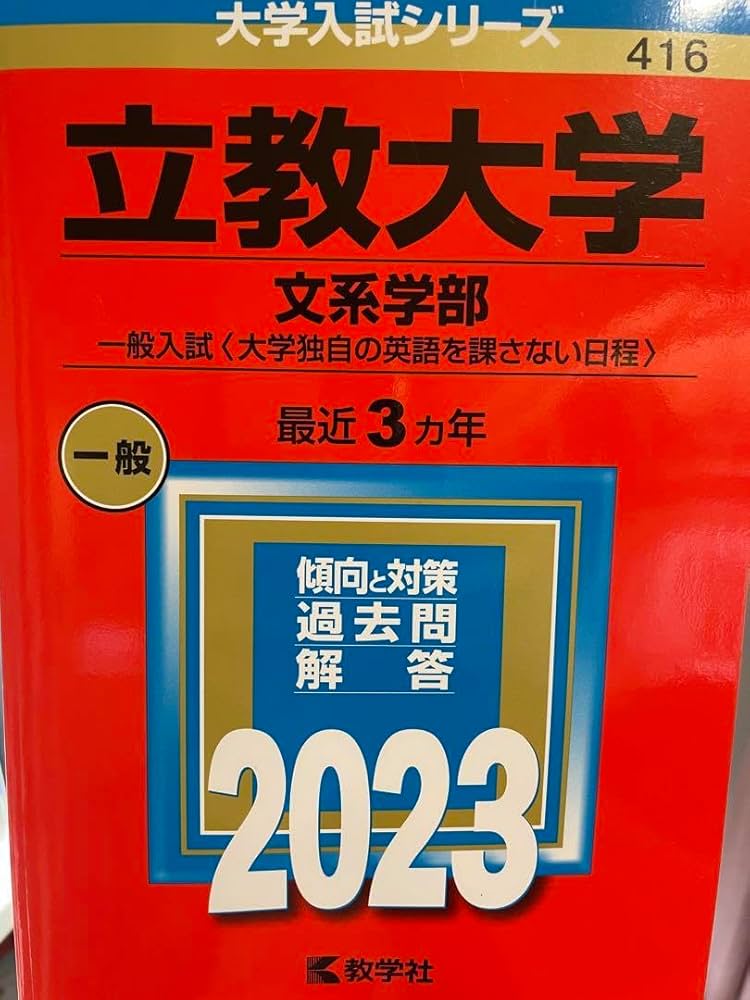 大学入試シリーズ
416
立教大学
文系学部
一般入試〈大学独自の英語を課さない日程〉
最近3カ年
一般
傾向と対策
過去問
解答
2023
教学社